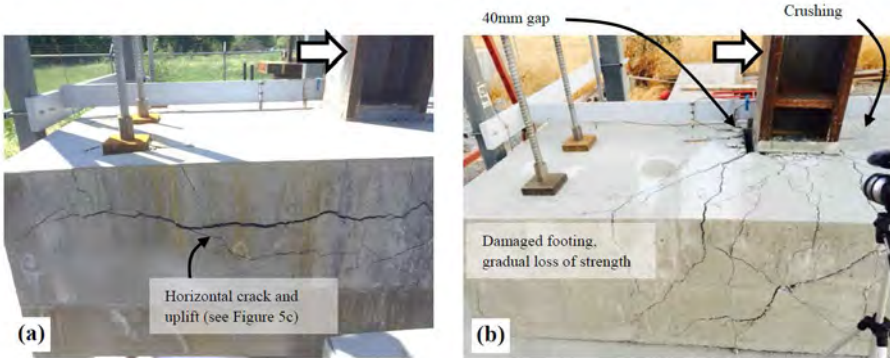 40mm gap
Crushing
Horizontal crack and
uplift (see Figure 5c)
(a)
Damaged footing,
gradual loss of strength
(b)